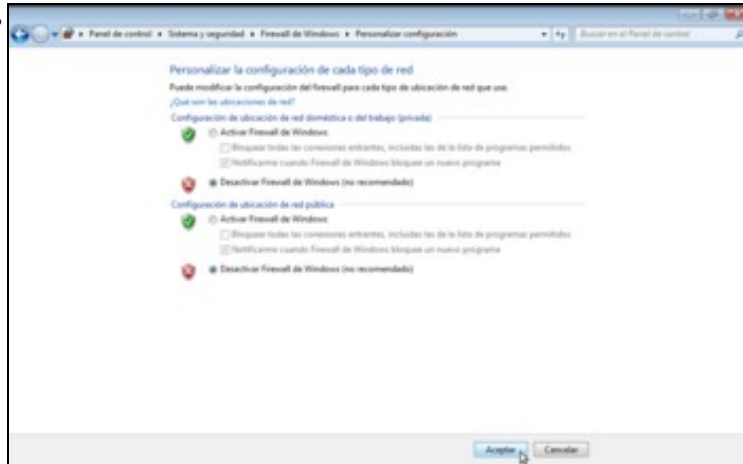 Panel de control ▸ Sistema y seguridad ▸ Firewall de Windows ▸ Personalizar configuración
Buscar en el Panel de control
Personalizar la configuración de cada tipo de red
Puede modificar la configuración del firewall para cada tipo de ubicación de red que use.
¿Qué son las ubicaciones de red?
Configuración de ubicación de red doméstica o del trabajo (privada)
Activar Firewall de Windows
Bloquear todas las conexiones entrantes, incluidas las de la lista de programas permitidos
Notificarme cuando Firewall de Windows bloquee un nuevo programa
Desactivar Firewall de Windows (no recomendado)
Configuración de ubicación de red pública
Activar Firewall de Windows
Bloquear todas las conexiones entrantes, incluidas las de la lista de programas permitidos
Notificarme cuando Firewall de Windows bloquee un nuevo programa
Desactivar Firewall de Windows (no recomendado)
Aceptar
Cancelar